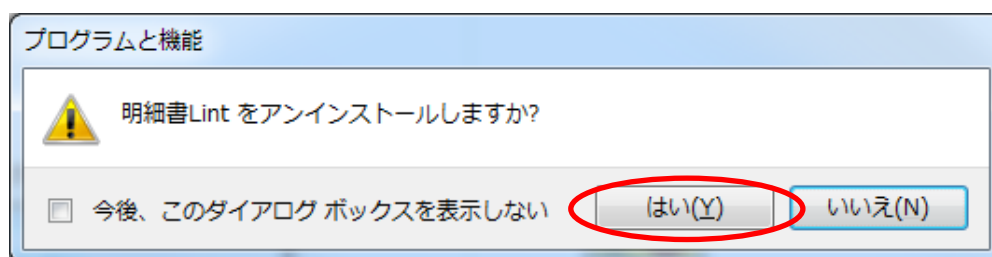 プログラムと機能
明細書Lint をアンインストールしますか?
今後、このダイアログ ボックスを表示しない
はい(Y)
いいえ(N)